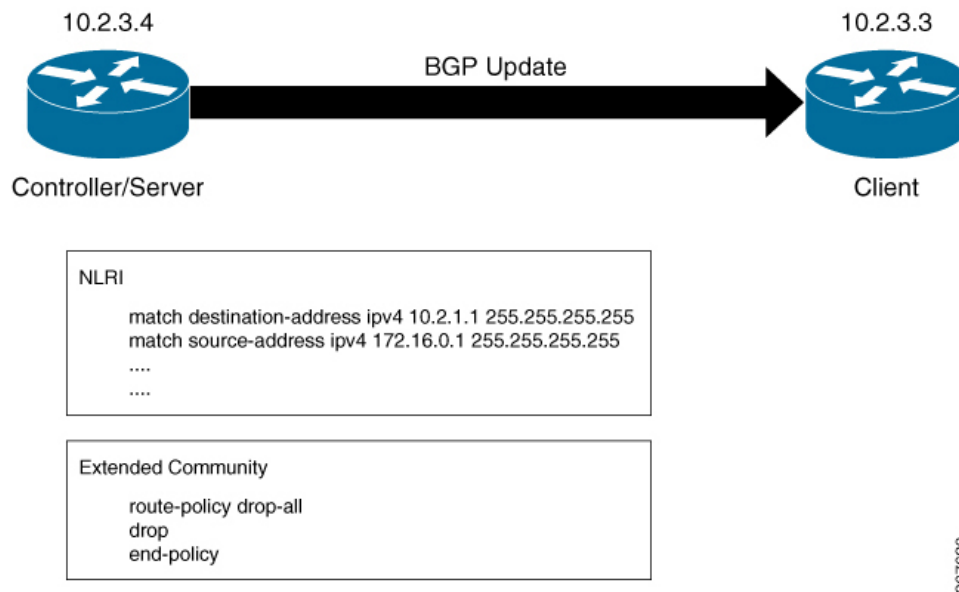 10.2.3.4
10.2.3.3
BGP Update
Controller/Server
Client
NLRI
match destination-address ipv4 10.2.1.1 255.255.255.255
match source-address ipv4 172.16.0.1 255.255.255.255
....
....
Extended Community
route-policy drop-all
drop
end-policy